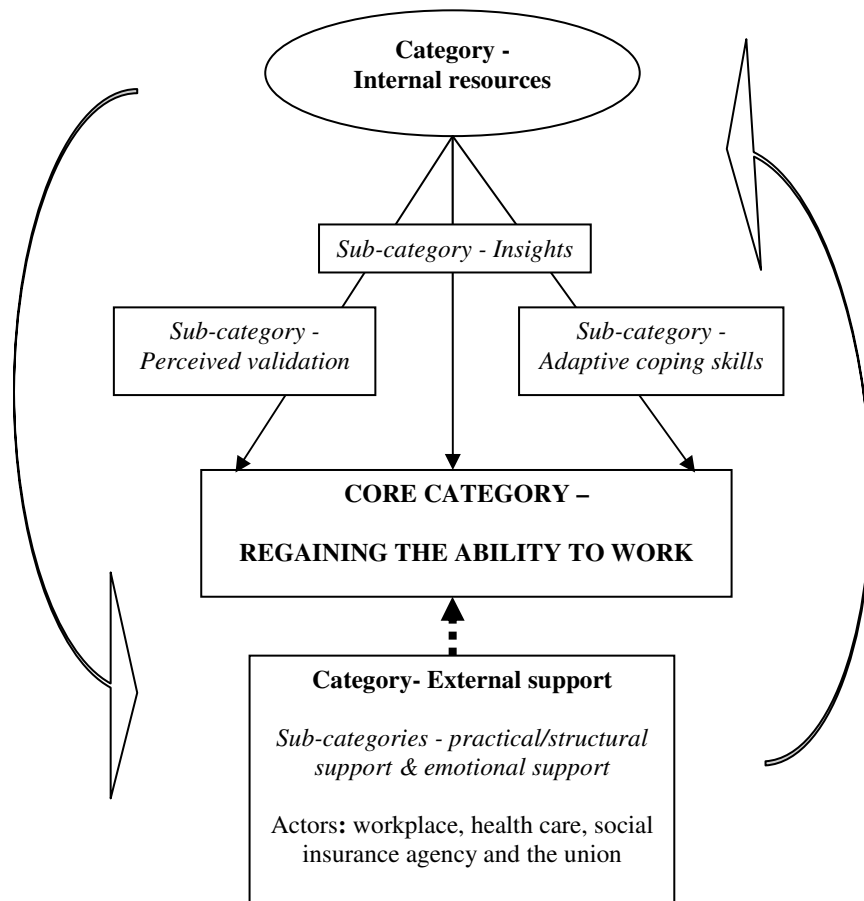 Category -
Internal resources
Sub-category - Insights
Sub-category -
Perceived validation
Sub-category -
Adaptive coping skills
CORE CATEGORY –
REGAINING THE ABILITY TO WORK
Category- External support
Sub-categories - practical/structural
support & emotional support
Actors: workplace, health care, social
insurance agency and the union